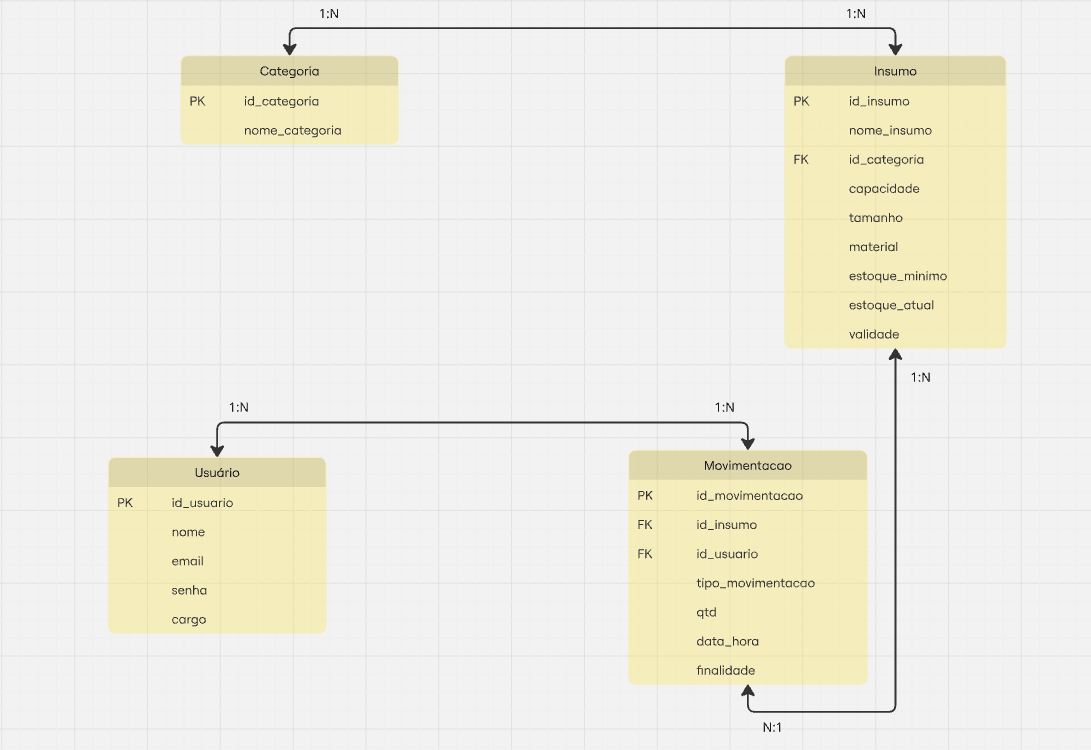 1:N
1:N
Categoria
PK id_categoria
nome_categoria
Insumo
PK id_insumo
nome_insumo
FK id_categoria
capacidade
tamanho
material
estoque_minimo
estoque_atual
validade
1:N
1:N
1:N
Usuário
PK id_usuario
nome
email
senha
cargo
Movimentacao
PK id_movimentacao
FK id_insumo
FK id_usuario
tipo_movimentacao
qtd
data_hora
finalidade
N:1